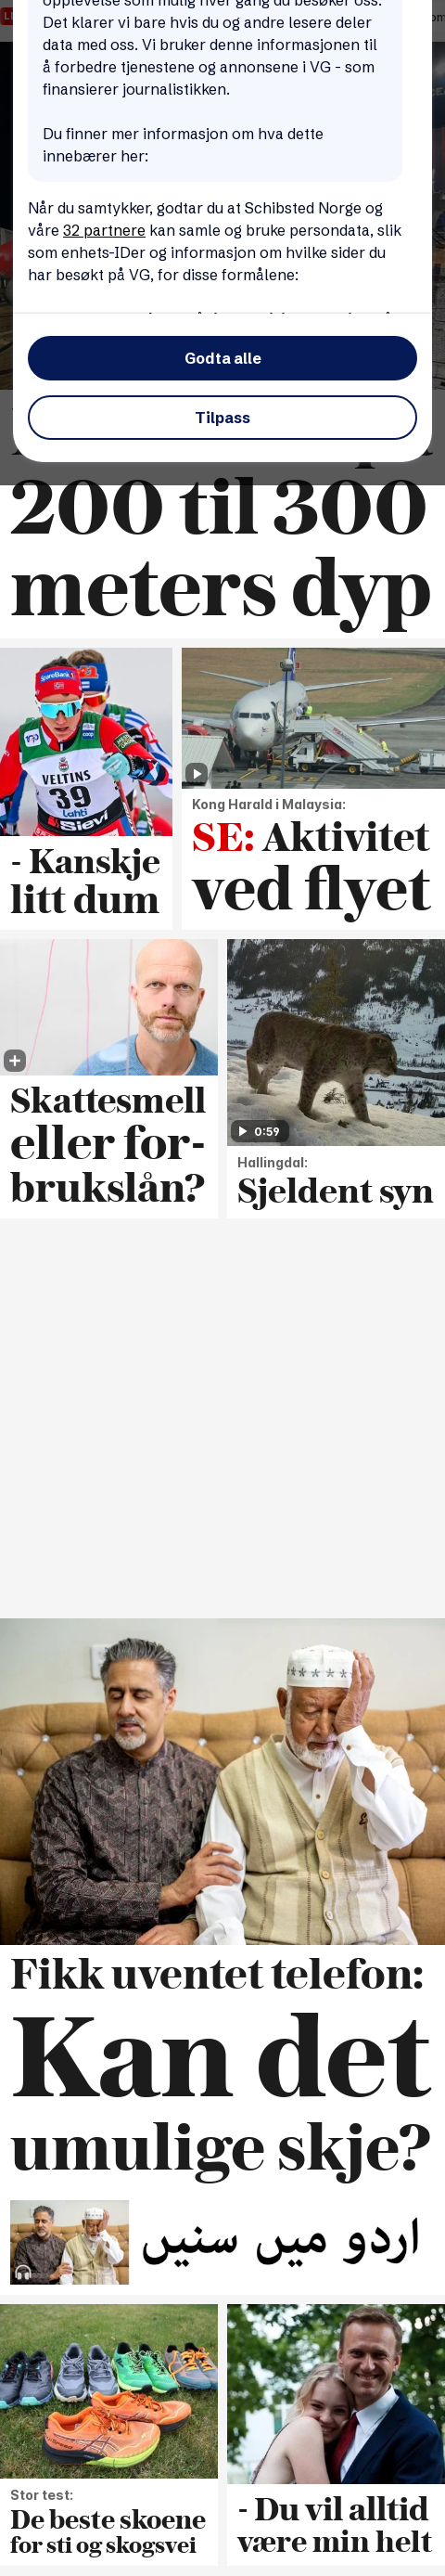 opplevelse som mulig hver gang du besøker oss.
Det klarer vi bare hvis du og andre lesere deler
data med oss. Vi bruker denne informasjonen til
å forbedre tjenestene og annonsene i VG - som
finansierer journalistikken.
Du finner mer informasjon om hva dette
innebærer her:
Når du samtykker, godtar du at Schibsted Norge og
våre 32 partnere kan samle og bruke persondata, slik
som enhets-IDer og informasjon om hvilke sider du
har besøkt på VG, for disse formålene:
Godta alle
Tilpass
200 til 300
meters dyp
SpareBank 1
VELTINS
39
Lahti
SIEVI
coop
- Kanskje
litt dum
Kong Harald i Malaysia:
SE: Aktivitet
ved flyet
Skattesmell
eller for-
brukslån?
0:59
Hallingdal:
Sjeldent syn
Fikk uventet telefon:
Kan det
umulige skje?
اردو میں سنیں
Stor test:
De beste skoene
for sti og skogsvei
- Du vil alltid
være min helt